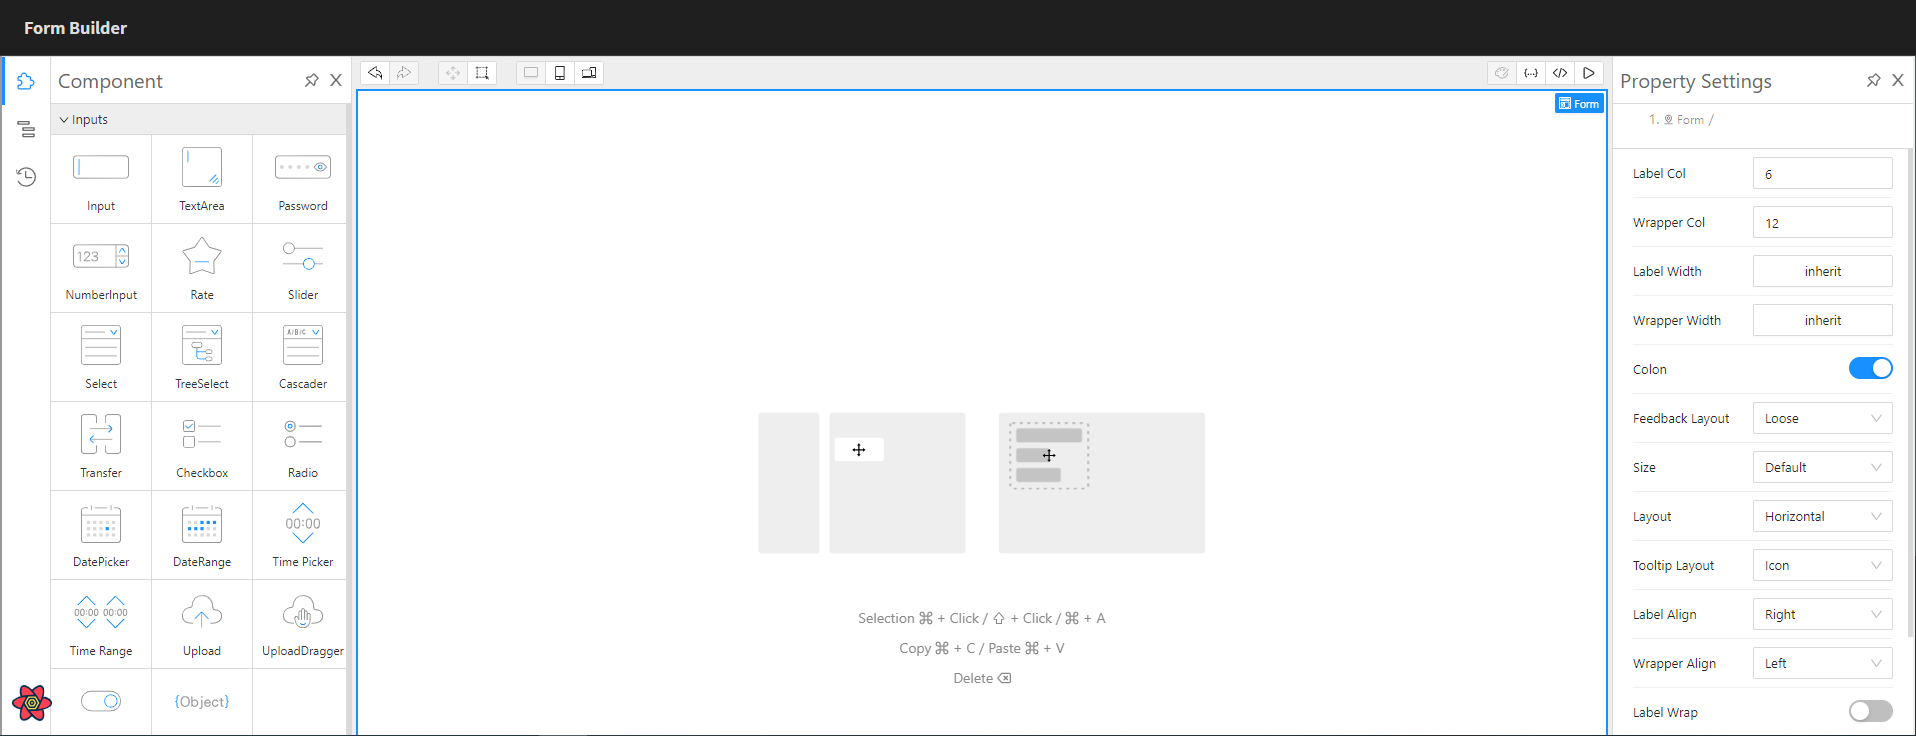 Form Builder
Component
Inputs
Input
TextArea
Password
123
NumberInput
Rate
Slider
Select
TreeSelect
A/B/C
Cascader
Transfer
Checkbox
Radio
DatePicker
DateRange
00:00
Time Picker
00:00 00:00
Time Range
Upload
UploadDragger
{Object}
{···}
</>
Form
Selection ⌘ + Click / ⇧ + Click / ⌘ + A
Copy ⌘ + C / Paste ⌘ + V
Delete ⌫
Property Settings
1. Form /
Label Col
6
Wrapper Col
12
Label Width
inherit
Wrapper Width
inherit
Colon
Feedback Layout
Loose
Size
Default
Layout
Horizontal
Tooltip Layout
Icon
Label Align
Right
Wrapper Align
Left
Label Wrap